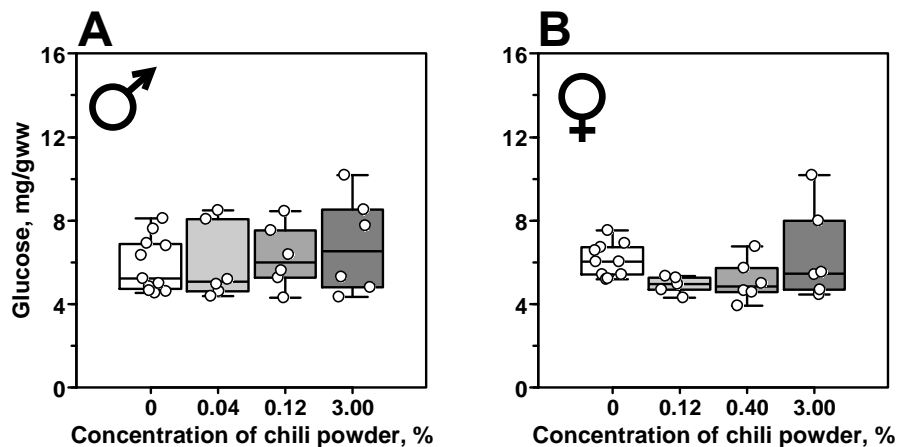 A
B
Glucose, mg/gww
16
12
8
4
0
0 0.04 0.12 3.00
Concentration of chili powder, %
16
12
8
4
0
0 0.12 0.40 3.00
Concentration of chili powder, %